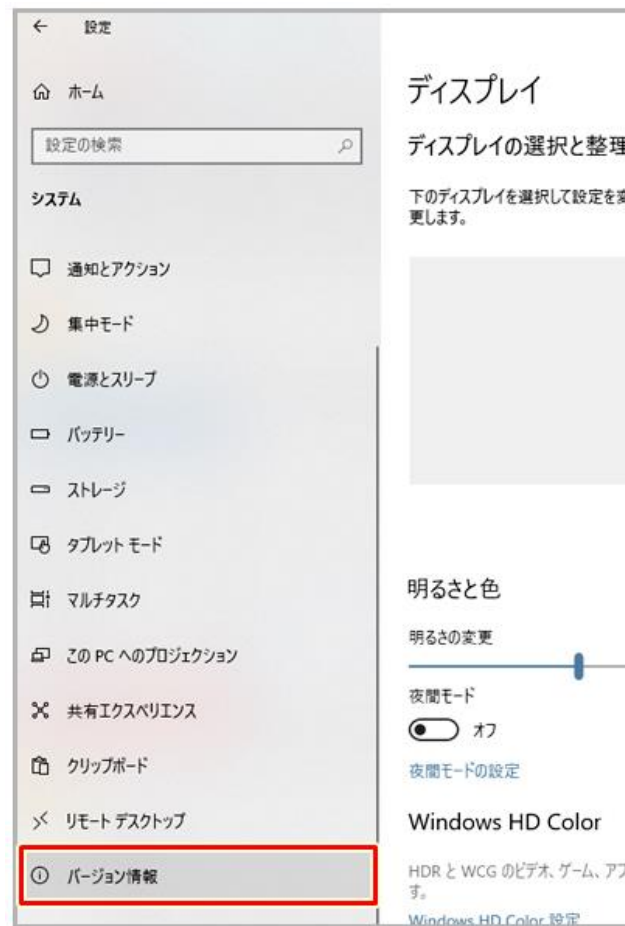 設定
ホーム
設定の検索
システム
通知とアクション
集中モード
電源とスリープ
バッテリー
ストレージ
タブレット モード
マルチタスク
この PC へのプロジェクション
共有エクスペリエンス
クリップボード
リモート デスクトップ
バージョン情報
ディスプレイ
ディスプレイの選択と整理
下のディスプレイを選択して設定を変
更します。
明るさと色
明るさの変更
夜間モード
オフ
夜間モードの設定
Windows HD Color
HDR と WCG のビデオ、ゲーム、アプ
す。
Windows HD Color 設定